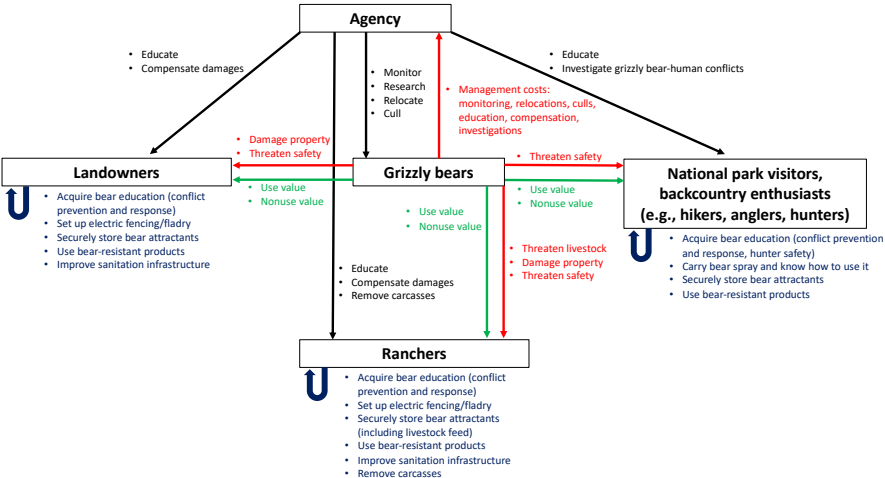 Agency
• Educate
• Compensate damages
• Educate
• Investigate grizzly bear-human conflicts
• Monitor
• Research
• Relocate
• Cull
• Management costs:
monitoring, relocations, culls,
education, compensation,
investigations
• Damage property
• Threaten safety
• Threaten safety
Landowners
Grizzly bears
National park visitors,
backcountry enthusiasts
(e.g., hikers, anglers, hunters)
• Use value
• Nonuse value
• Use value
• Nonuse value
• Use value
• Nonuse value
• Acquire bear education (conflict
prevention and response)
• Set up electric fencing/fladry
• Securely store bear attractants
• Use bear-resistant products
• Improve sanitation infrastructure
• Acquire bear education (conflict prevention
and response, hunter safety)
• Carry bear spray and know how to use it
• Securely store bear attractants
• Use bear-resistant products
• Threaten livestock
• Damage property
• Threaten safety
• Educate
• Compensate damages
• Remove carcasses
Ranchers
• Acquire bear education (conflict
prevention and response)
• Set up electric fencing/fladry
• Securely store bear attractants
(including livestock feed)
• Use bear-resistant products
• Improve sanitation infrastructure
• Remove carcasses